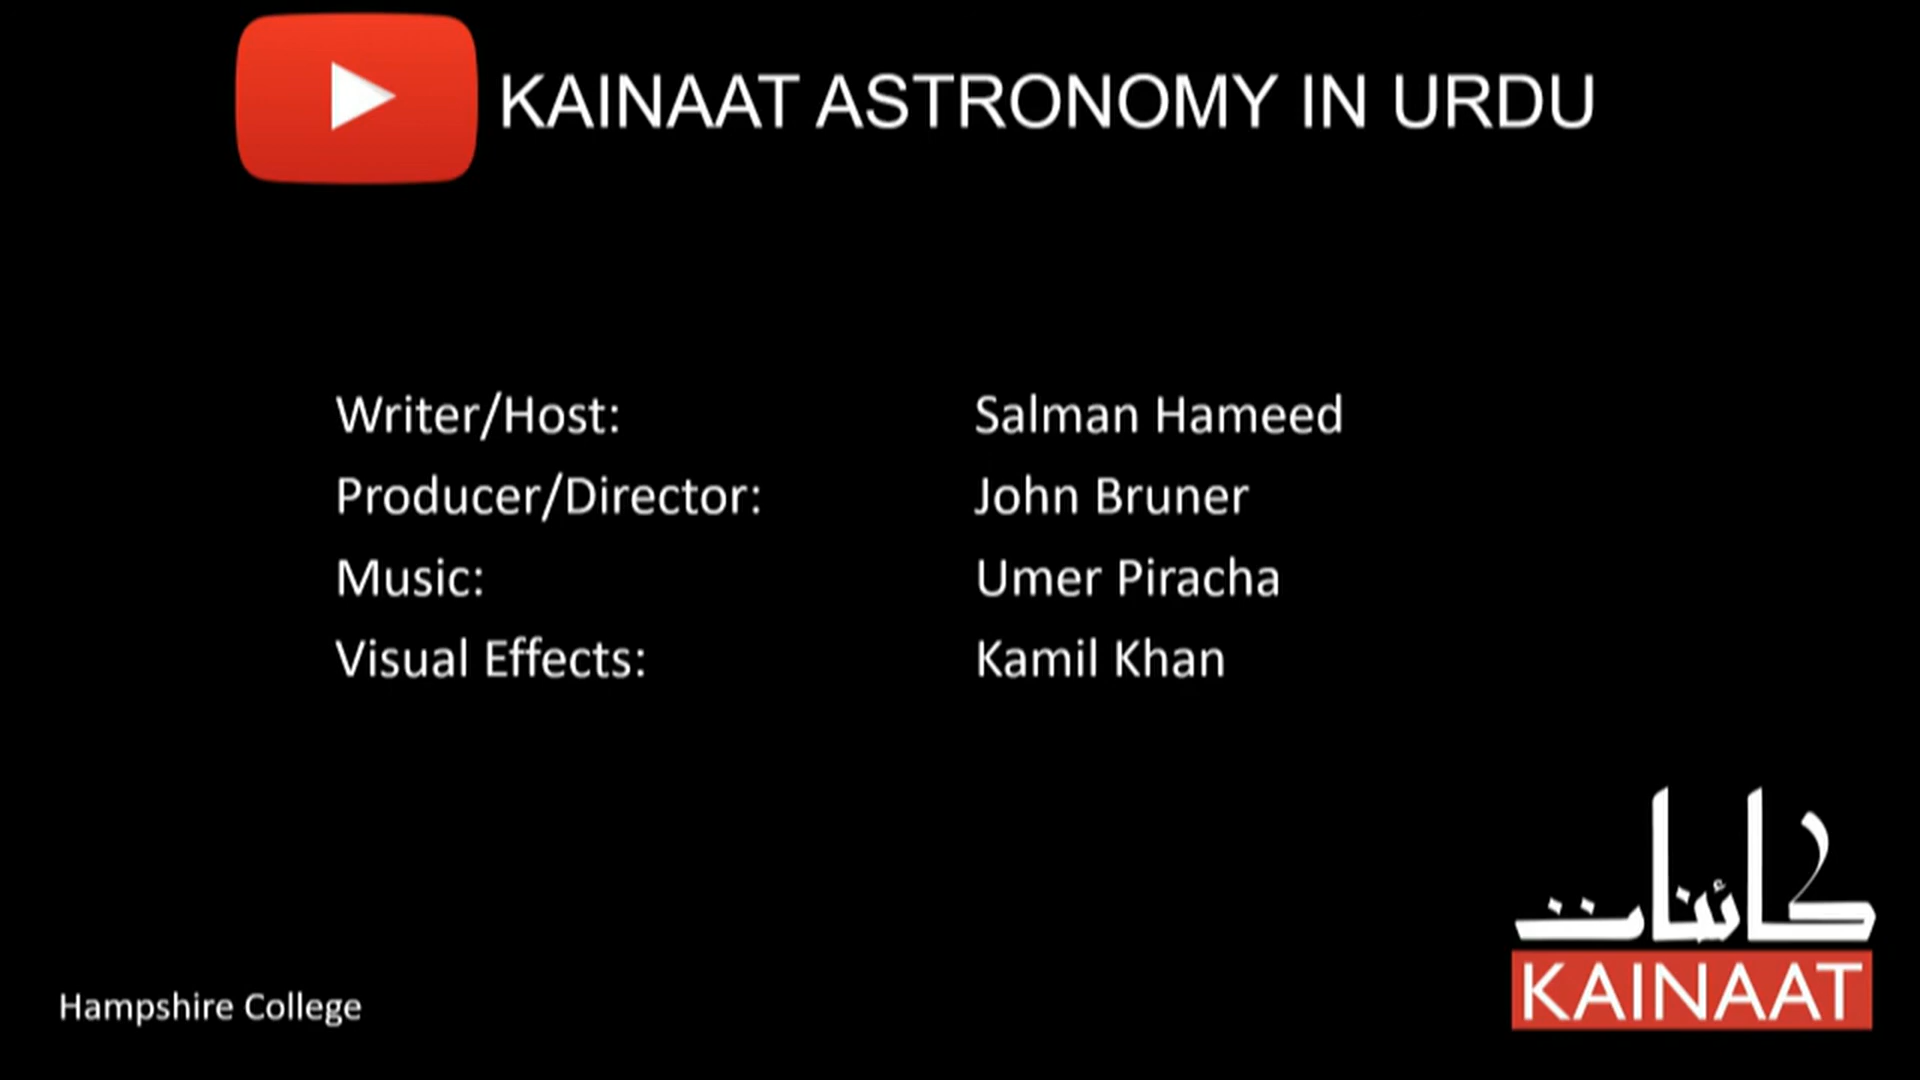 KAINAAT ASTRONOMY IN URDU
Writer/Host: Salman Hameed
Producer/Director: John Bruner
Music: Umer Piracha
Visual Effects: Kamil Khan
کائنات
KAINAAT
Hampshire College